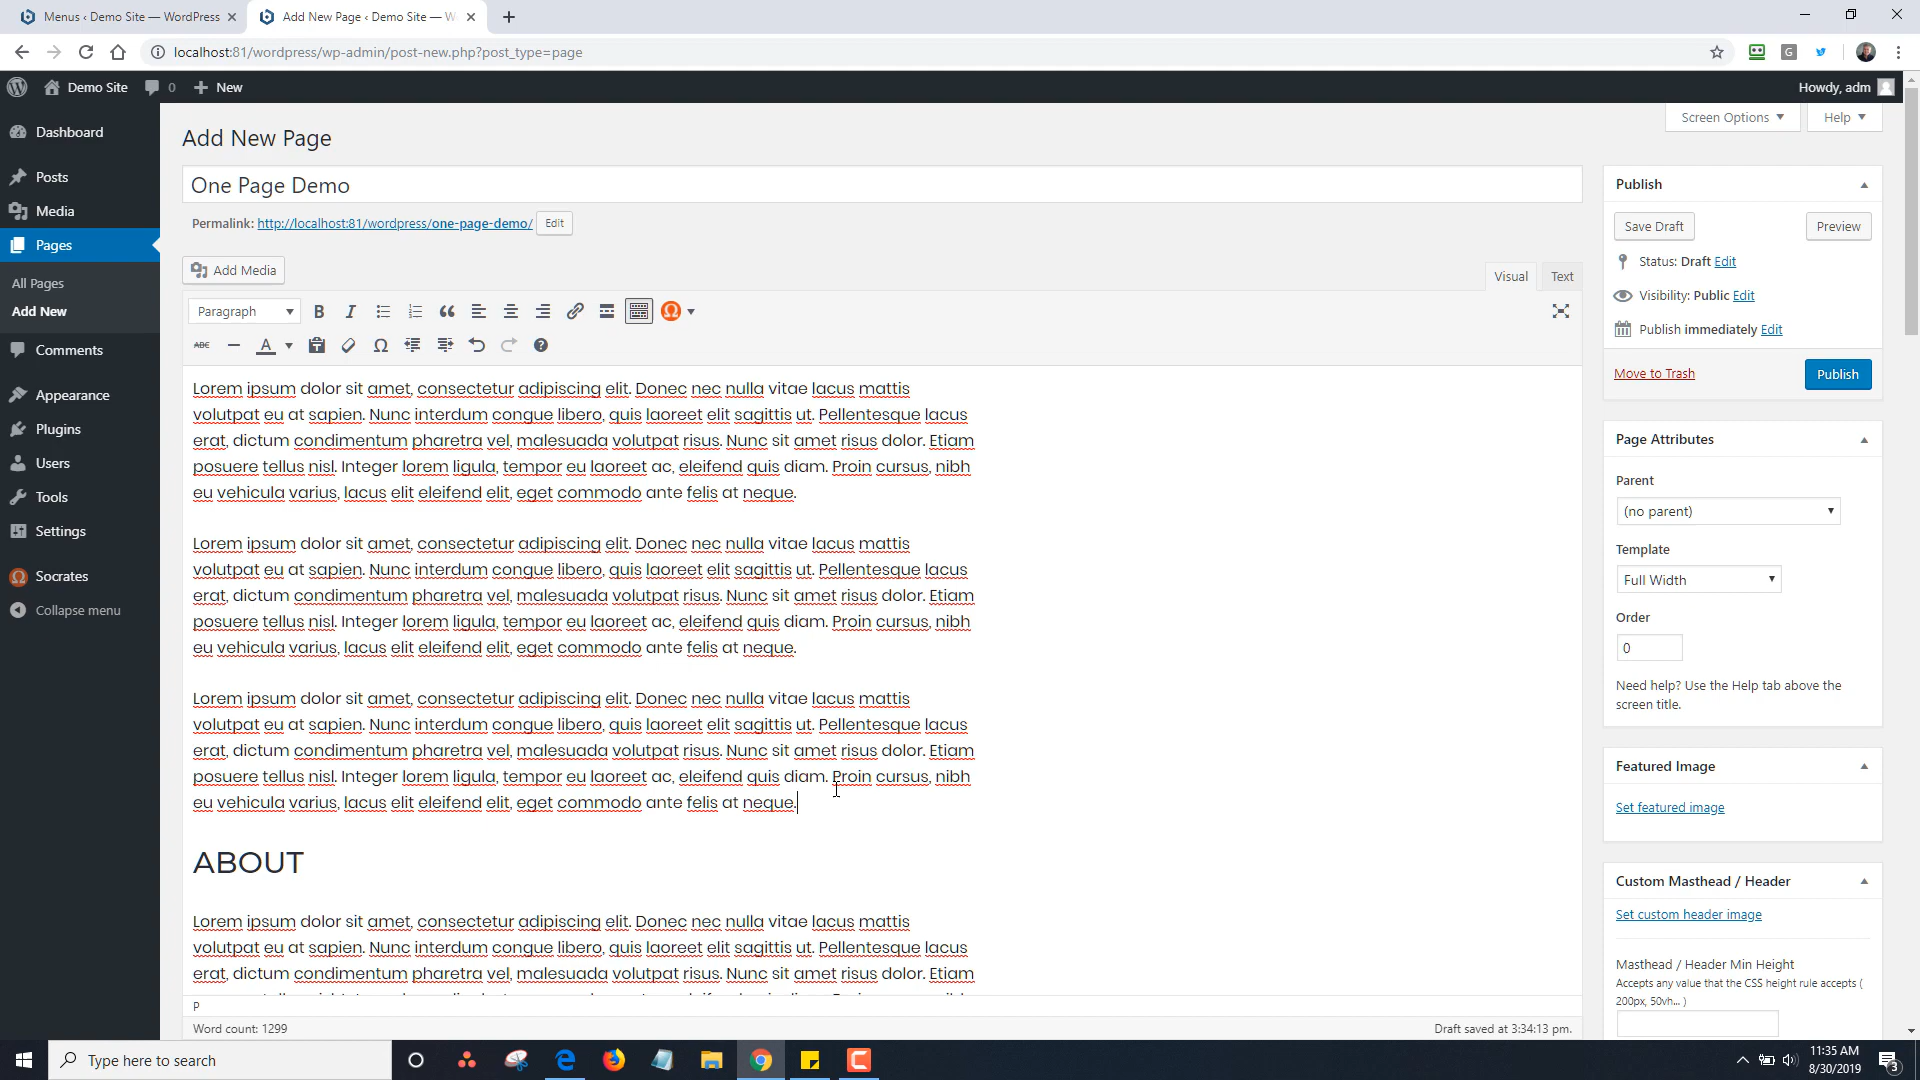 Menus ‹ Demo Site — WordPress
Add New Page ‹ Demo Site — W
localhost:81/wordpress/wp-admin/post-new.php?post_type=page
Demo Site
0
New
Howdy, adm
Dashboard
Posts
Media
Pages
All Pages
Add New
Comments
Appearance
Plugins
Users
Tools
Settings
Socrates
Collapse menu
Add New Page
Screen Options
Help
One Page Demo
Permalink: http://localhost:81/wordpress/one-page-demo/ Edit
Add Media
Visual
Text
Paragraph
Lorem ipsum dolor sit amet, consectetur adipiscing elit. Donec nec nulla vitae lacus mattis
volutpat eu at sapien. Nunc interdum congue libero, quis laoreet elit sagittis ut. Pellentesque lacus
erat, dictum condimentum pharetra vel, malesuada volutpat risus. Nunc sit amet risus dolor. Etiam
posuere tellus nisl. Integer lorem ligula, tempor eu laoreet ac, eleifend quis diam. Proin cursus, nibh
eu vehicula varius, lacus elit eleifend elit, eget commodo ante felis at neque.
Lorem ipsum dolor sit amet, consectetur adipiscing elit. Donec nec nulla vitae lacus mattis
volutpat eu at sapien. Nunc interdum congue libero, quis laoreet elit sagittis ut. Pellentesque lacus
erat, dictum condimentum pharetra vel, malesuada volutpat risus. Nunc sit amet risus dolor. Etiam
posuere tellus nisl. Integer lorem ligula, tempor eu laoreet ac, eleifend quis diam. Proin cursus, nibh
eu vehicula varius, lacus elit eleifend elit, eget commodo ante felis at neque.
Lorem ipsum dolor sit amet, consectetur adipiscing elit. Donec nec nulla vitae lacus mattis
volutpat eu at sapien. Nunc interdum congue libero, quis laoreet elit sagittis ut. Pellentesque lacus
erat, dictum condimentum pharetra vel, malesuada volutpat risus. Nunc sit amet risus dolor. Etiam
posuere tellus nisl. Integer lorem ligula, tempor eu laoreet ac, eleifend quis diam. Proin cursus, nibh
eu vehicula varius, lacus elit eleifend elit, eget commodo ante felis at neque.
ABOUT
Lorem ipsum dolor sit amet, consectetur adipiscing elit. Donec nec nulla vitae lacus mattis
volutpat eu at sapien. Nunc interdum congue libero, quis laoreet elit sagittis ut. Pellentesque lacus
erat, dictum condimentum pharetra vel, malesuada volutpat risus. Nunc sit amet risus dolor. Etiam
P
Word count: 1299
Draft saved at 3:34:13 pm.
Publish
Save Draft
Preview
Status: Draft Edit
Visibility: Public Edit
Publish immediately Edit
Move to Trash
Publish
Page Attributes
Parent
(no parent)
Template
Full Width
Order
0
Need help? Use the Help tab above the
screen title.
Featured Image
Set featured image
Custom Masthead / Header
Set custom header image
Masthead / Header Min Height
Accepts any value that the CSS height rule accepts (
200px, 50vh... )
Type here to search
11:35 AM
8/30/2019
3